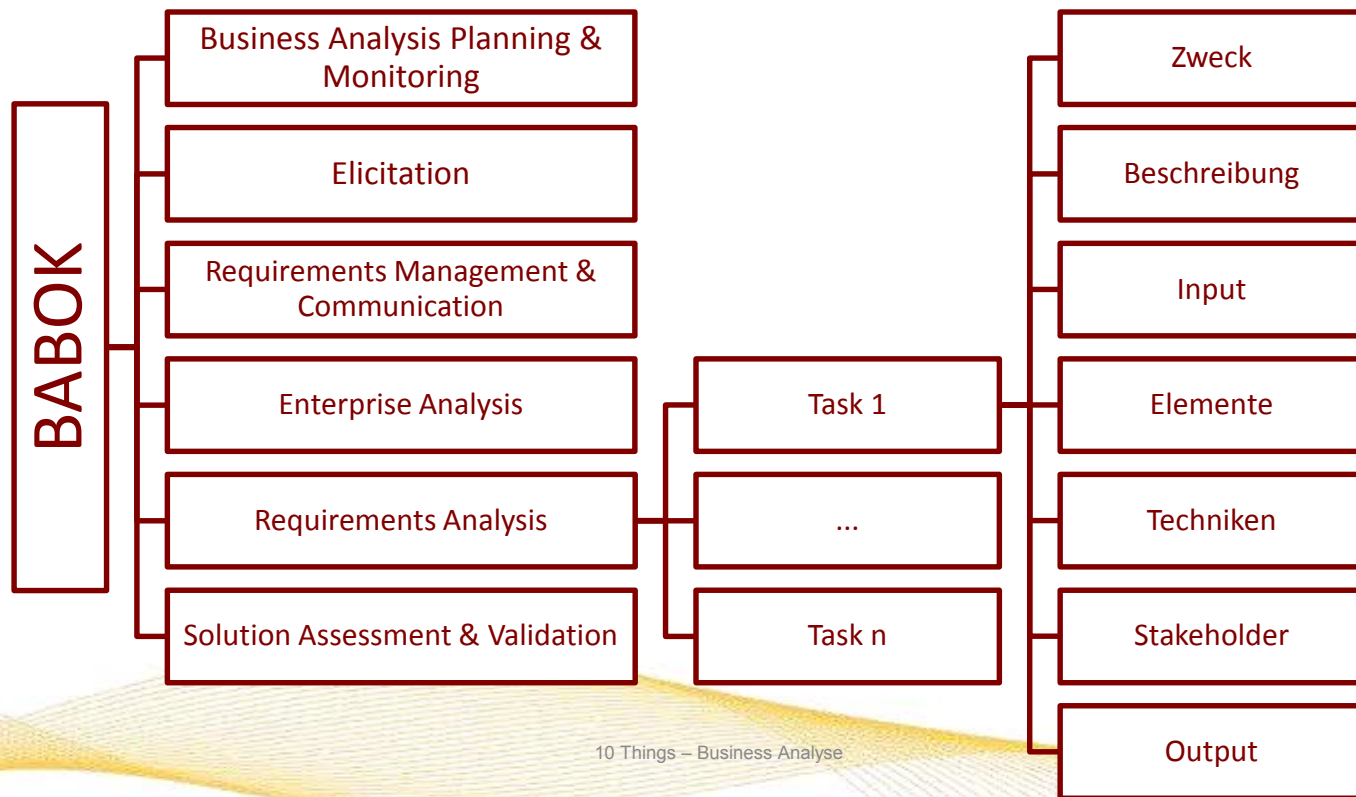 BABOK
Business Analysis Planning &
Monitoring
Elicitation
Requirements Management &
Communication
Enterprise Analysis
Requirements Analysis
Solution Assessment & Validation
Task 1
...
Task n
Zweck
Beschreibung
Input
Elemente
Techniken
Stakeholder
Output
10 Things – Business Analyse